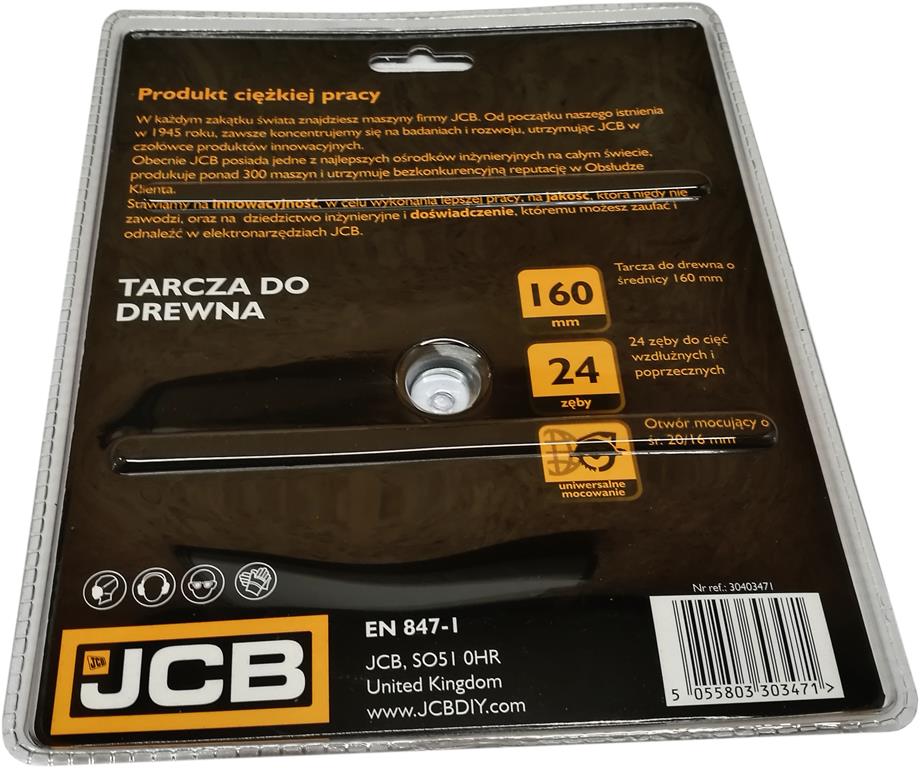 Produkt ciężkiej pracy
W każdym zakątku świata znajdziesz maszyny firmy JCB. Od początku naszego istnienia
w 1945 roku, zawsze koncentrujemy się na badaniach i rozwoju, utrzymując JCB w
czołówce produktów innowacyjnych.
Obecnie JCB posiada jedne z najlepszych ośrodków inżynieryjnych na całym świecie,
produkuje ponad 300 maszyn i utrzymuje bezkonkurencyjną reputację w Obsłudze
Klienta.
Stawiamy na innowacyjność, w celu wykonania lepszej pracy, na jakość, która nigdy nie
zawodzi, oraz na dziedzictwo inżynieryjne i doświadczenie, któremu możesz zaufać i
odnaleźć w elektronarzędziach JCB.
TARCZA DO
DREWNA
160
mm
Tarcza do drewna o
średnicy 160 mm
24
zęby
24 zęby do cięć
wzdłużnych i
poprzecznych
uniwersalne
mocowanie
Otwór mocujący o
śr. 20/16 mm
Nr ref.: 30403471
JCB
JCB
EN 847-1
JCB, SO51 0HR
United Kingdom
www.JCBDIY.com
5 055803 303471 >